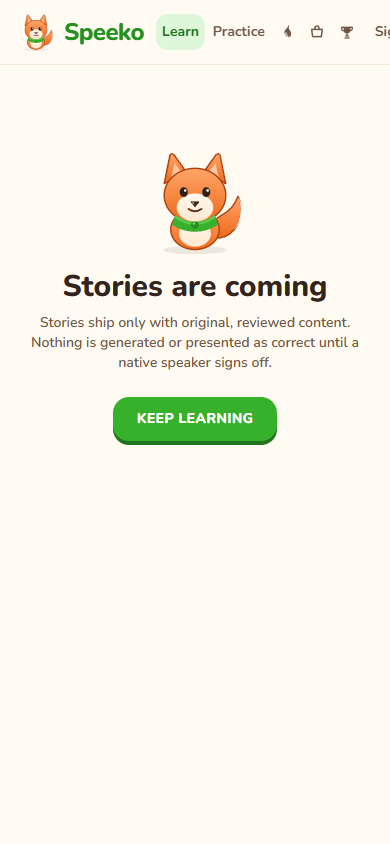 Speeko Learn Practice
Stories are coming
Stories ship only with original, reviewed content.
Nothing is generated or presented as correct until a
native speaker signs off.
KEEP LEARNING